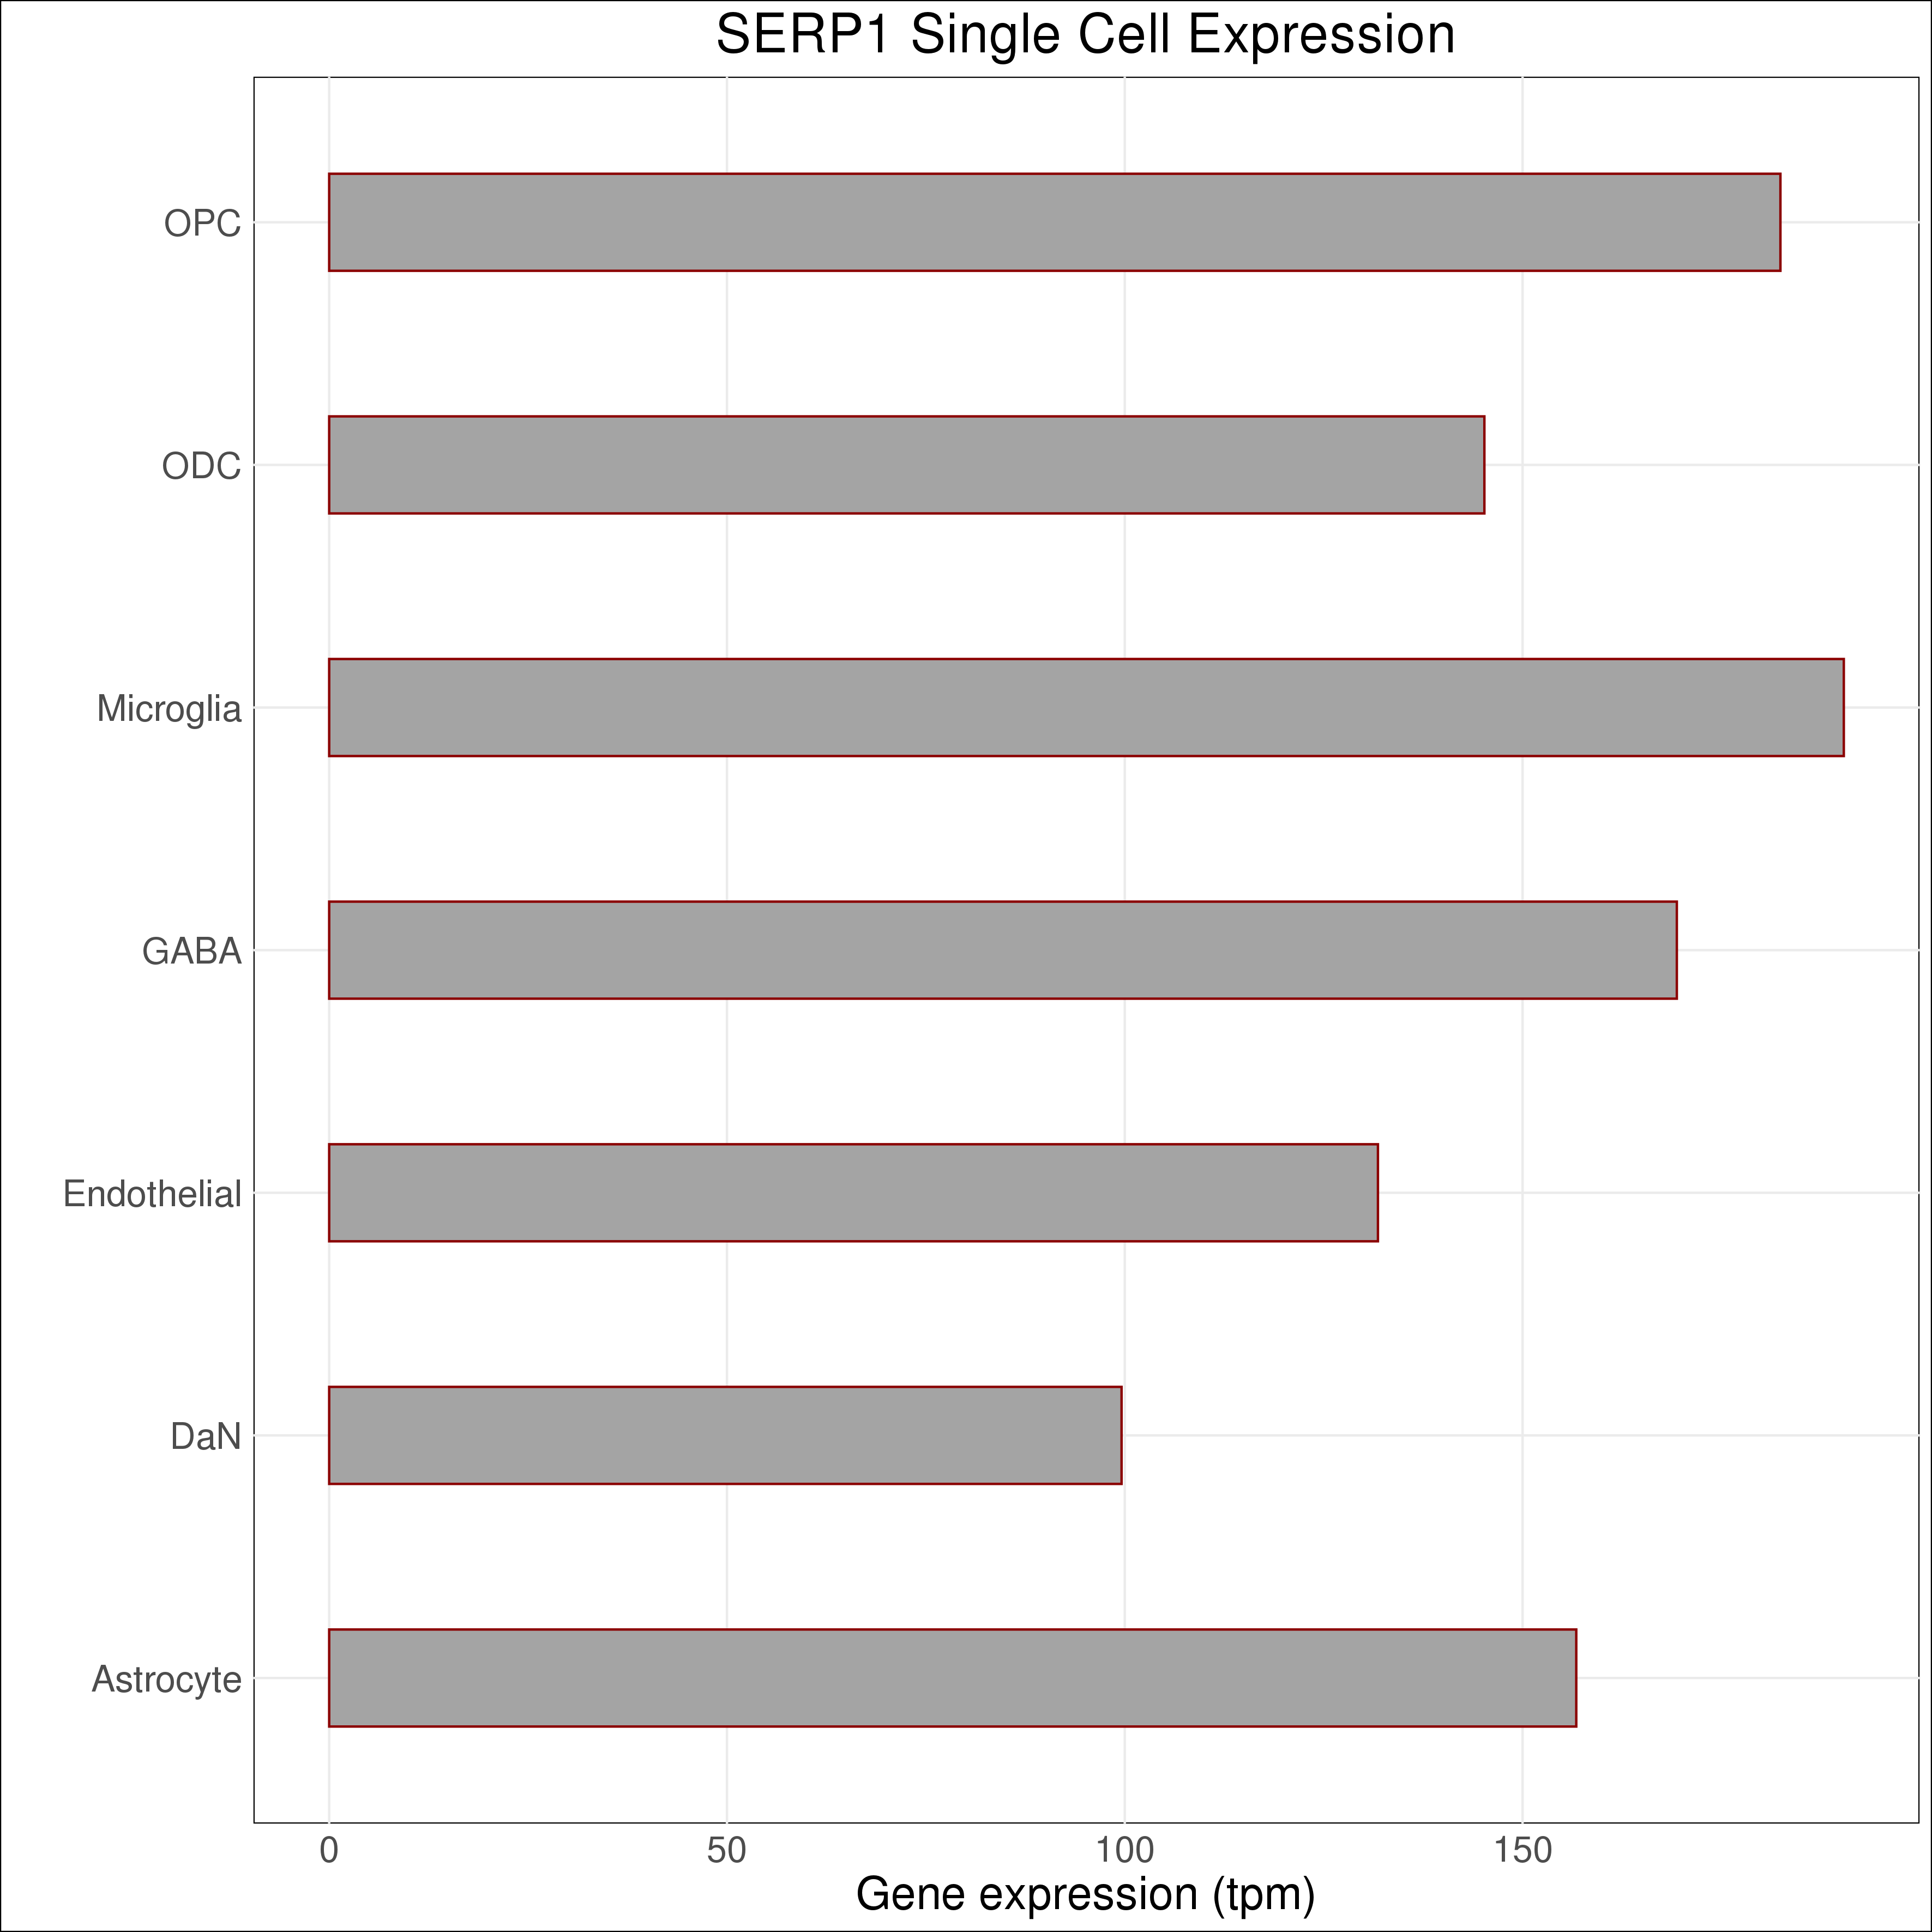 SERP1 Single Cell Expression
OPC
ODC
Microglia
GABA
Endothelial
DaN
Astrocyte
0 50 100 150
Gene expression (tpm)